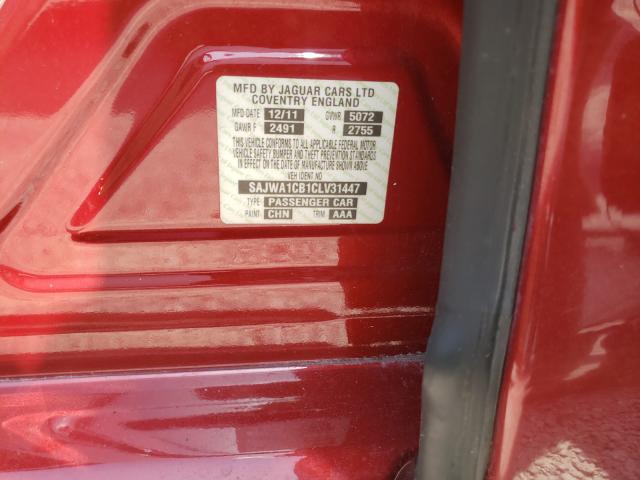 MFD BY JAGUAR CARS LTD
COVENTRY ENGLAND
MFD-DATE 12/11 GVWR 5072
GAWR F 2491 R 2755
THIS VEHICLE CONFORMS TO ALL APPLICABLE FEDERAL MOTOR
VEHICLE SAFETY, BUMPER AND THEFT PREVENTION STANDARDS
IN EFFECT ON THE DATE OF MANUFACTURE SHOWN ABOVE
VEH IDENT NO
SAJWA1CB1CLV31447
TYPE PASSENGER CAR
PAINT CHN TRIM AAA